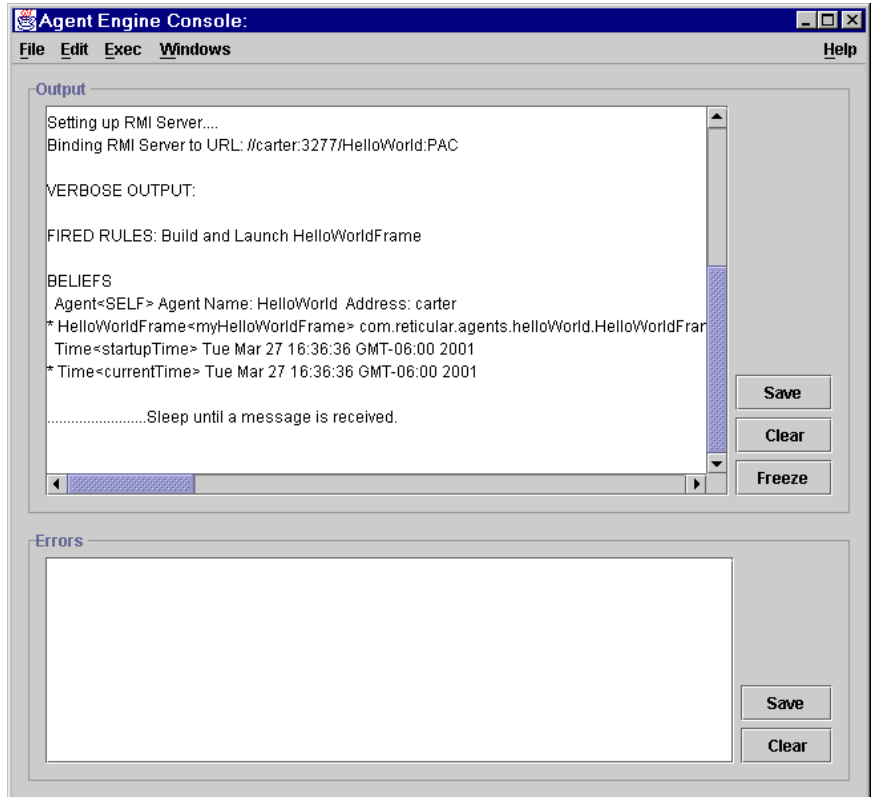 Agent Engine Console:
File Edit Exec Windows Help
Output
Setting up RMI Server....
Binding RMI Server to URL: //carter:3277/HelloWorld:PAC
VERBOSE OUTPUT:
FIRED RULES: Build and Launch HelloWorldFrame
BELIEFS
Agent<SELF> Agent Name: HelloWorld Address: carter
* HelloWorldFrame<myHelloWorldFrame> com.reticular.agents.helloWorld.HelloWorldFrar
Time<startupTime> Tue Mar 27 16:36:36 GMT-06:00 2001
* Time<currentTime> Tue Mar 27 16:36:36 GMT-06:00 2001
.........................Sleep until a message is received.
Save
Clear
Freeze
Errors
Save
Clear